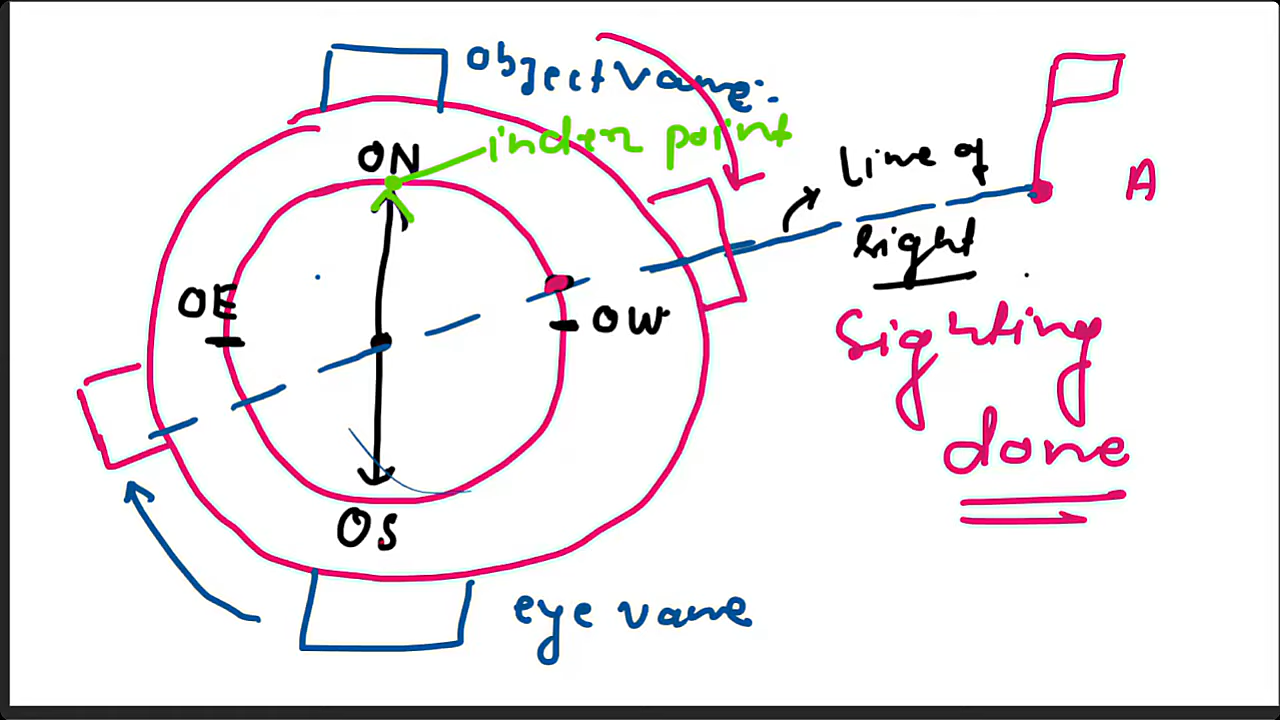 object vane:
index point
ON
line of
sight
A
OE
OW
Sighting
done
OS
eye vane